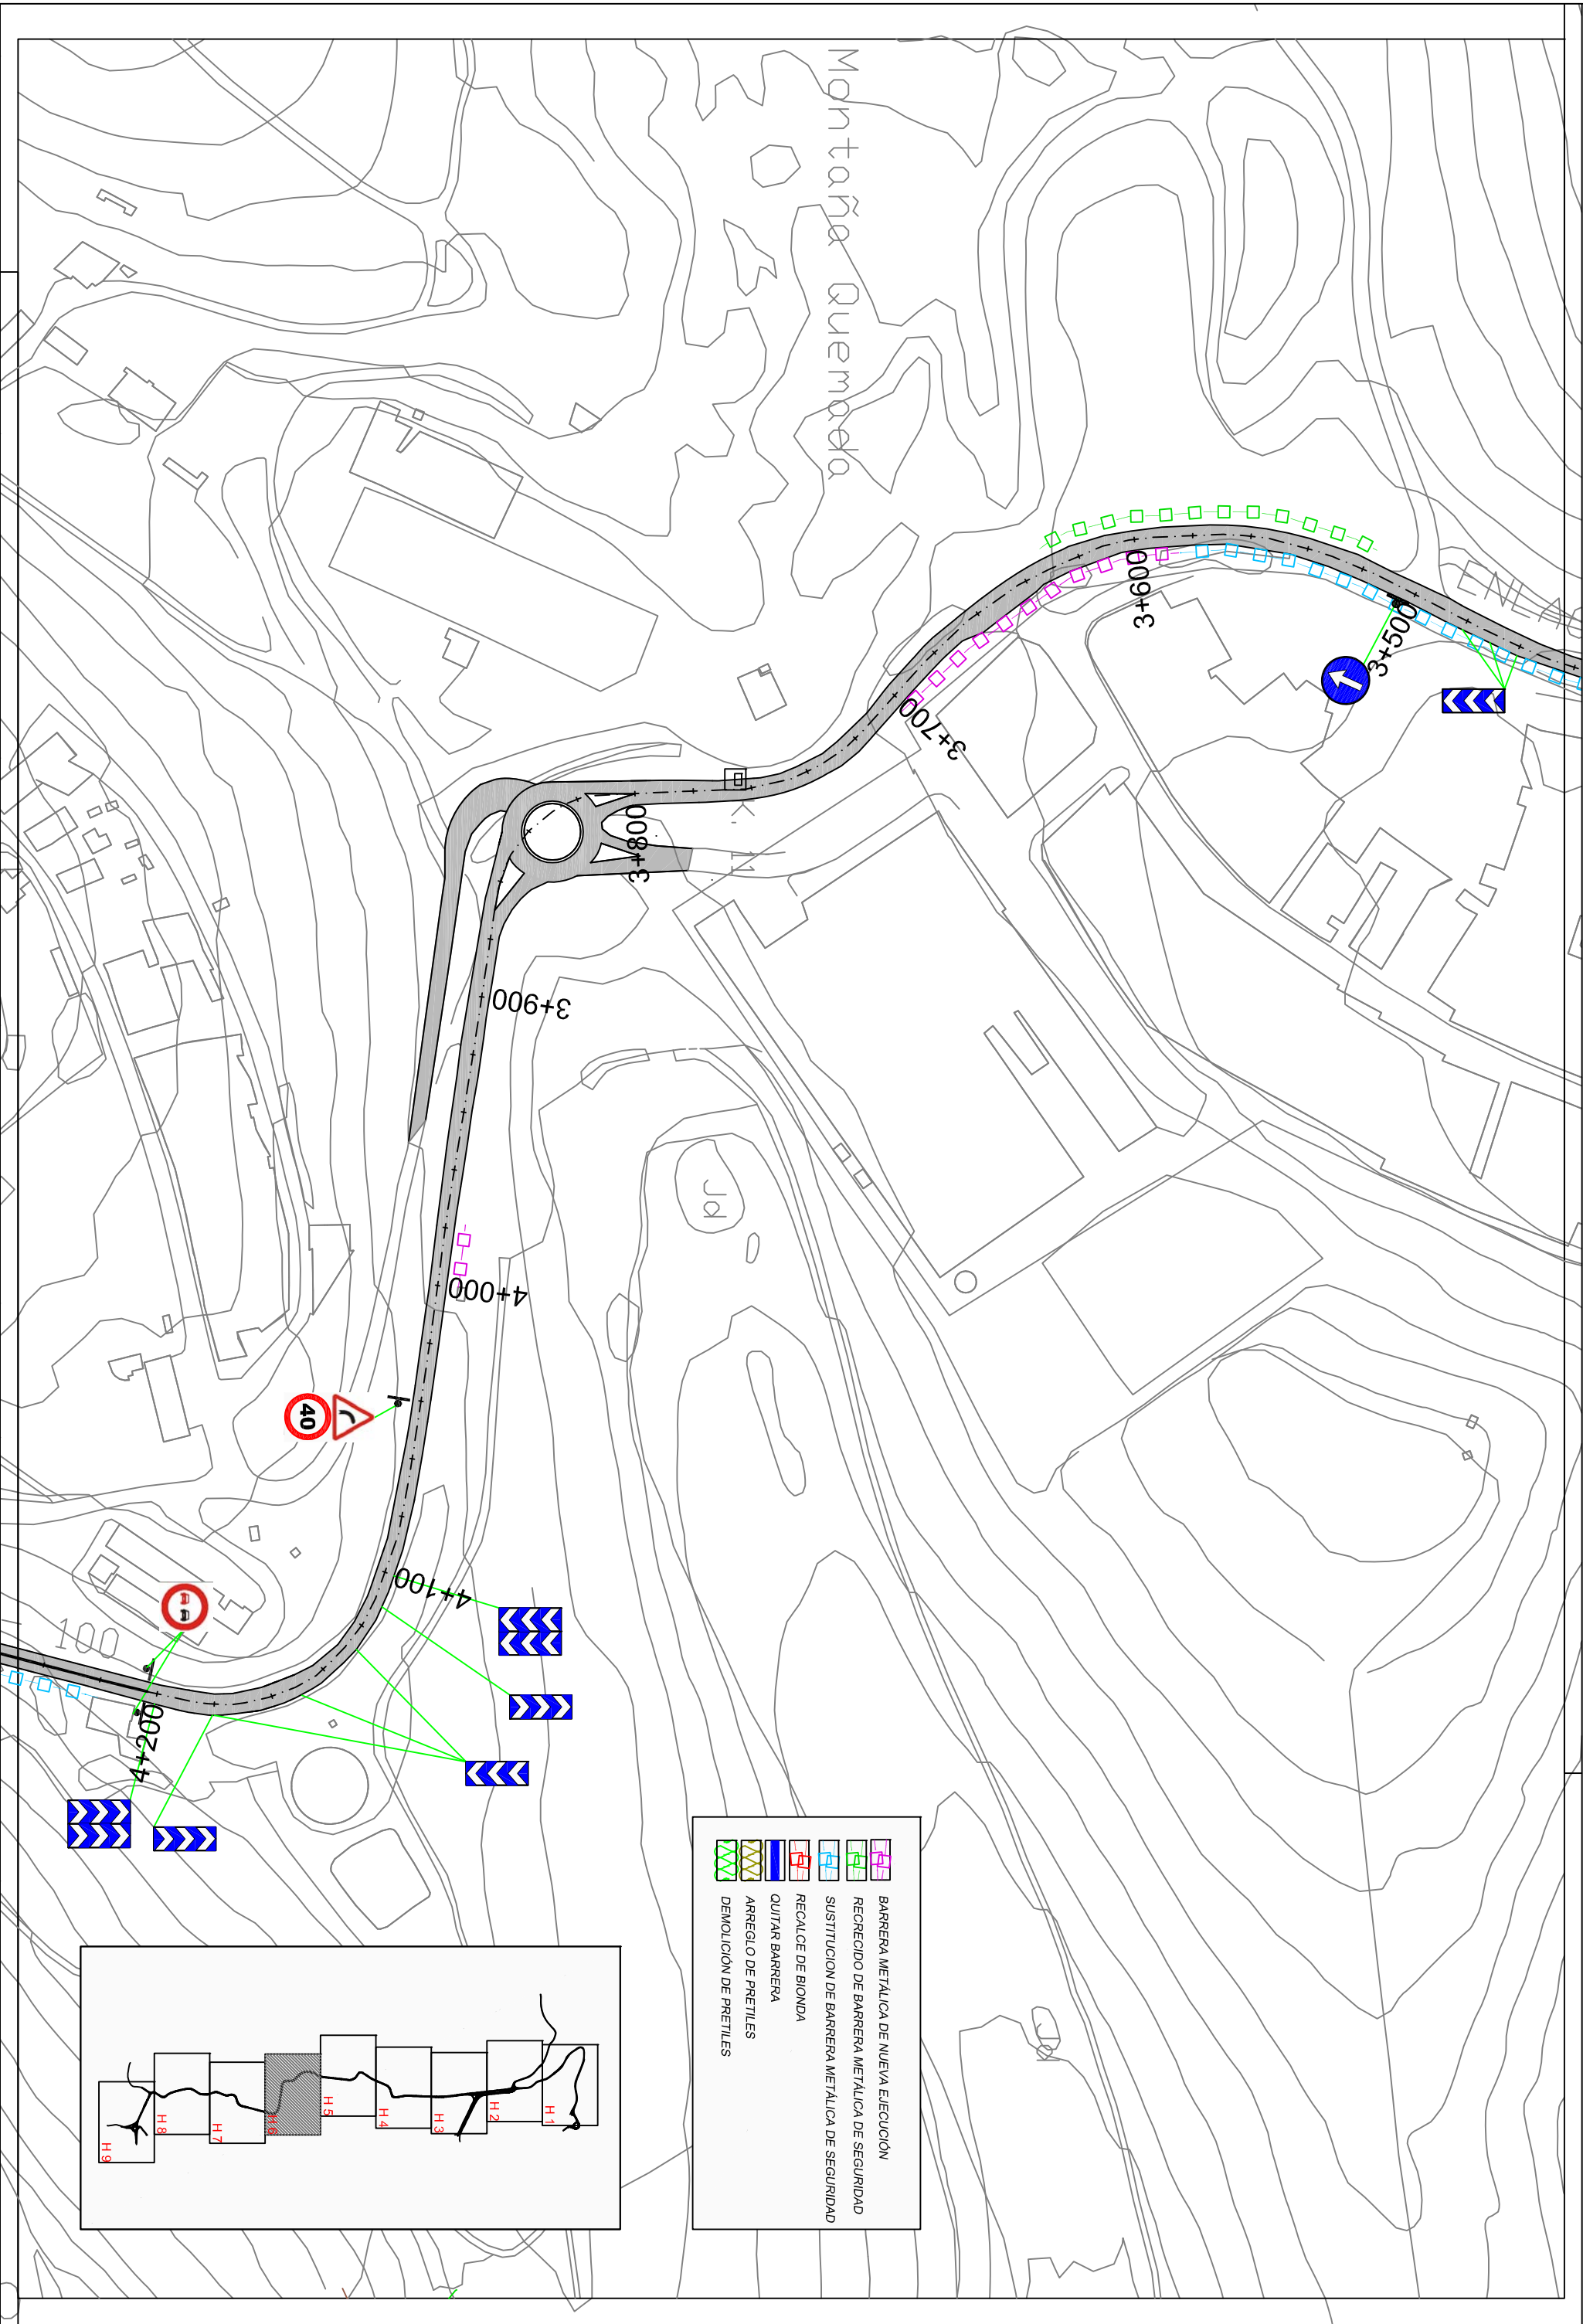 Montaña Quemada
3+500
3+600
3+700
3+800
3+900
4+000
40
4+100
100
4+200
BARRERA METÁLICA DE NUEVA EJECUCIÓN
RECRECIDO DE BARRERA METÁLICA DE SEGURIDAD
SUSTITUCION DE BARRERA METÁLICA DE SEGURIDAD
RECALCE DE BIONDA
QUITAR BARRERA
ARREGLO DE PRETILES
DEMOLICIÓN DE PRETILES
H 1
H 2
H 3
H 4
H 5
H 6
H 7
H 8
H 9